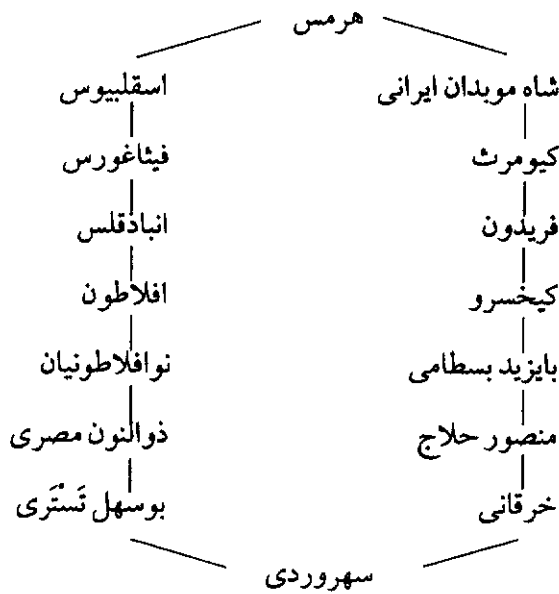 هرمس
شاه موبدان ایرانی اسقلبیوس
کیومرث فیثاغورس
فریدون انباذقلس
کیخسرو افلاطون
بایزید بسطامی نوافلاطونیان
منصور حلاج ذوالنون مصری
خرقانی بوسهل تَسْتَری
سهروردی